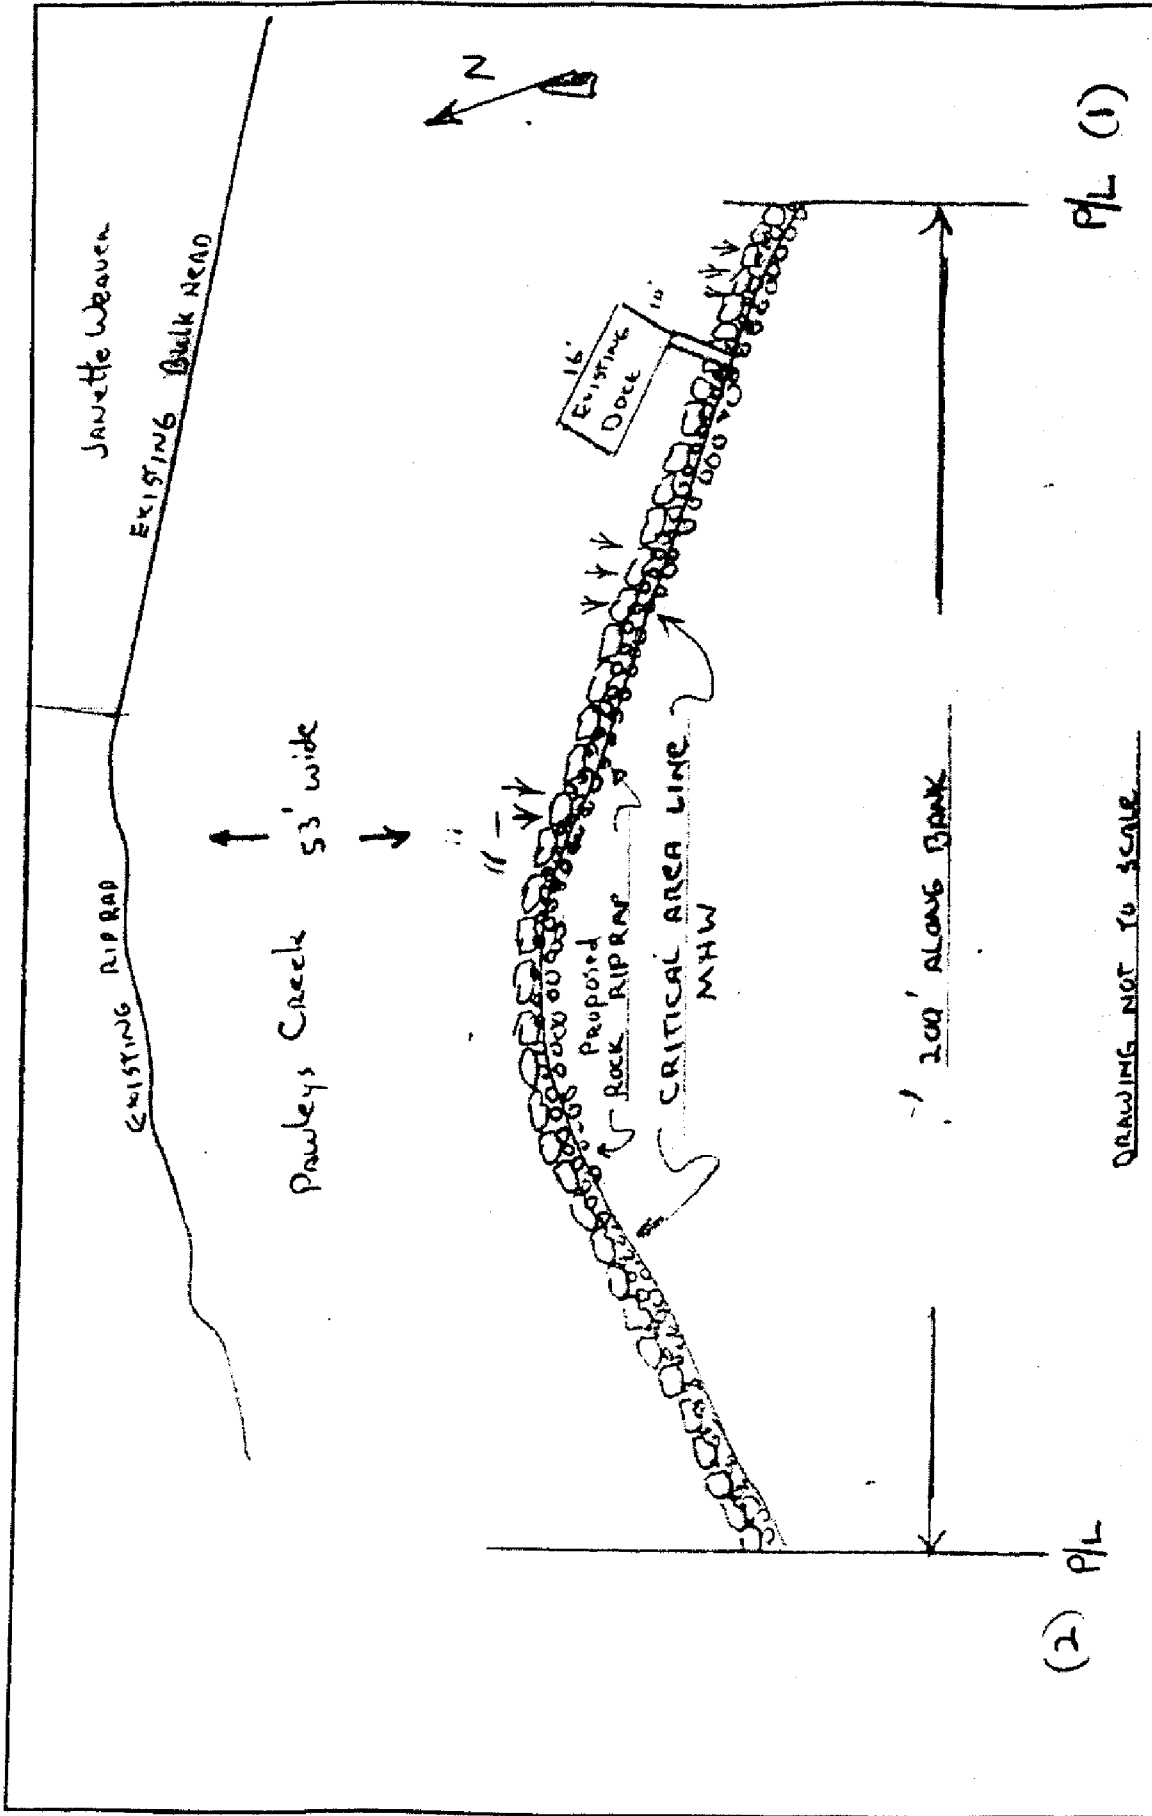 JANette Weaver
EXISTING Bulk HeAD
EXISTING RIPRAP
N
Pawleys Creek 53' wide
16'
EXISTING
DOCK
10'
Proposed
ROCK RIPRAP
CRITICAL AREA LINE
MHW
200' ALONG BANK
(2) P/L
P/L (1)
DRAWING NOT TO SCALE